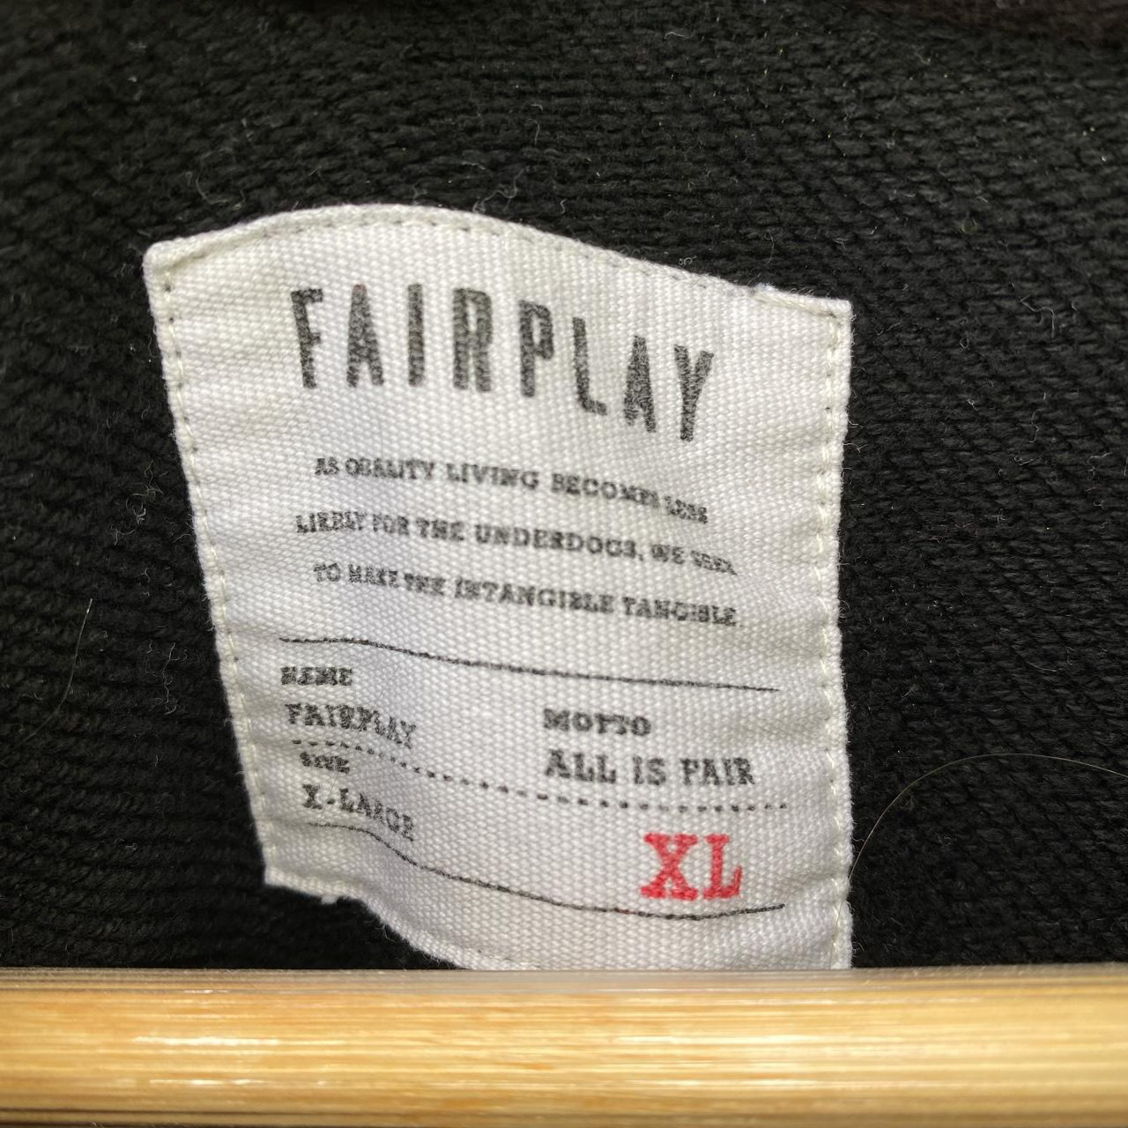 FAIRPLAY
AS QUALITY LIVING BECOMES LESS
LIKELY FOR THE UNDERDOGS, WE SEEK
TO MAKE THE INTANGIBLE TANGIBLE
NAME
FAIRPLAY
MOTTO
ALL IS FAIR
SIZE
X-LARGE
XL